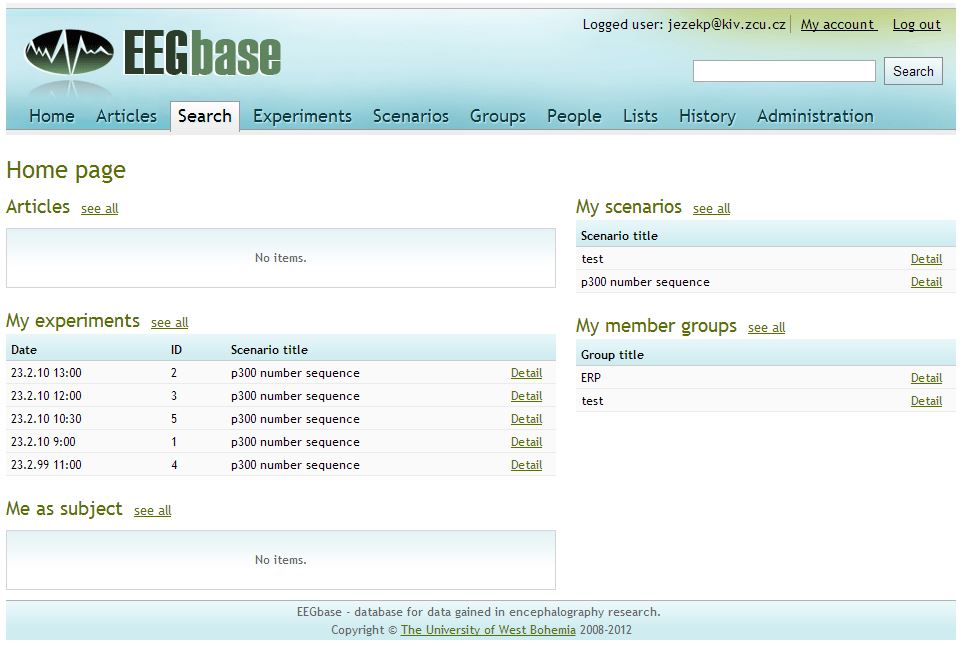 Logged user: jezekp@kiv.zcu.cz My account Log out
EEGbase
Search
Home Articles Search Experiments Scenarios Groups People Lists History Administration
Home page
Articles see all
No items.
My experiments see all
Date ID Scenario title
23.2.10 13:00 2 p300 number sequence Detail
23.2.10 12:00 3 p300 number sequence Detail
23.2.10 10:30 5 p300 number sequence Detail
23.2.10 9:00 1 p300 number sequence Detail
23.2.99 11:00 4 p300 number sequence Detail
Me as subject see all
No items.
My scenarios see all
Scenario title
test Detail
p300 number sequence Detail
My member groups see all
Group title
ERP Detail
test Detail
EEGbase - database for data gained in encephalography research.
Copyright © The University of West Bohemia 2008-2012